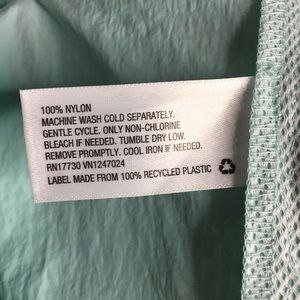 100% NYLON
MACHINE WASH COLD SEPARATELY.
GENTLE CYCLE. ONLY NON-CHLORINE
BLEACH IF NEEDED. TUMBLE DRY LOW.
REMOVE PROMPTLY. COOL IRON IF NEEDED.
RN17730 VN1247024
LABEL MADE FROM 100% RECYCLED PLASTIC